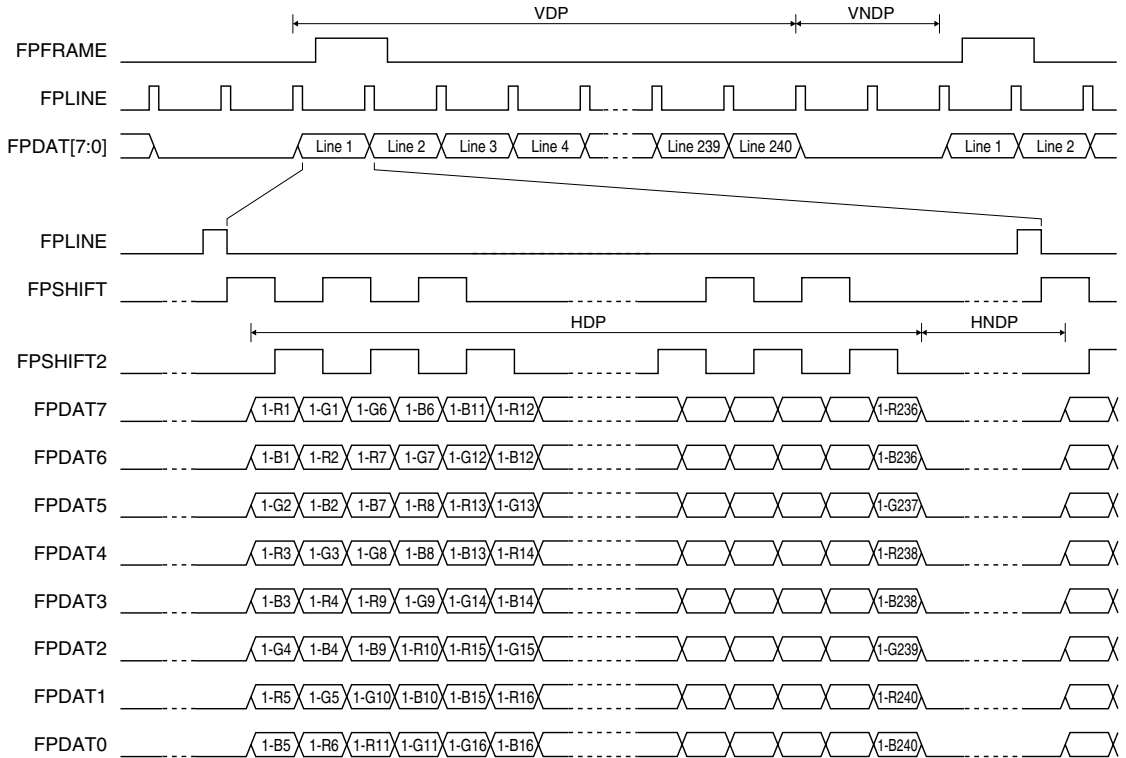 VDP VNDP
FPFRAME
FPLINE
FPDAT[7:0] Line 1 Line 2 Line 3 Line 4 Line 239 Line 240 Line 1 Line 2
FPLINE
FPSHIFT
HDP HNDP
FPSHIFT2
FPDAT7 1-R1 1-G1 1-G6 1-B6 1-B11 1-R12 1-R236
FPDAT6 1-B1 1-R2 1-R7 1-G7 1-G12 1-B12 1-B236
FPDAT5 1-G2 1-B2 1-B7 1-R8 1-R13 1-G13 1-G237
FPDAT4 1-R3 1-G3 1-G8 1-B8 1-B13 1-R14 1-R238
FPDAT3 1-B3 1-R4 1-R9 1-G9 1-G14 1-B14 1-B238
FPDAT2 1-G4 1-B4 1-B9 1-R10 1-R15 1-G15 1-G239
FPDAT1 1-R5 1-G5 1-G10 1-B10 1-B15 1-R16 1-R240
FPDAT0 1-B5 1-R6 1-R11 1-G11 1-G16 1-B16 1-B240